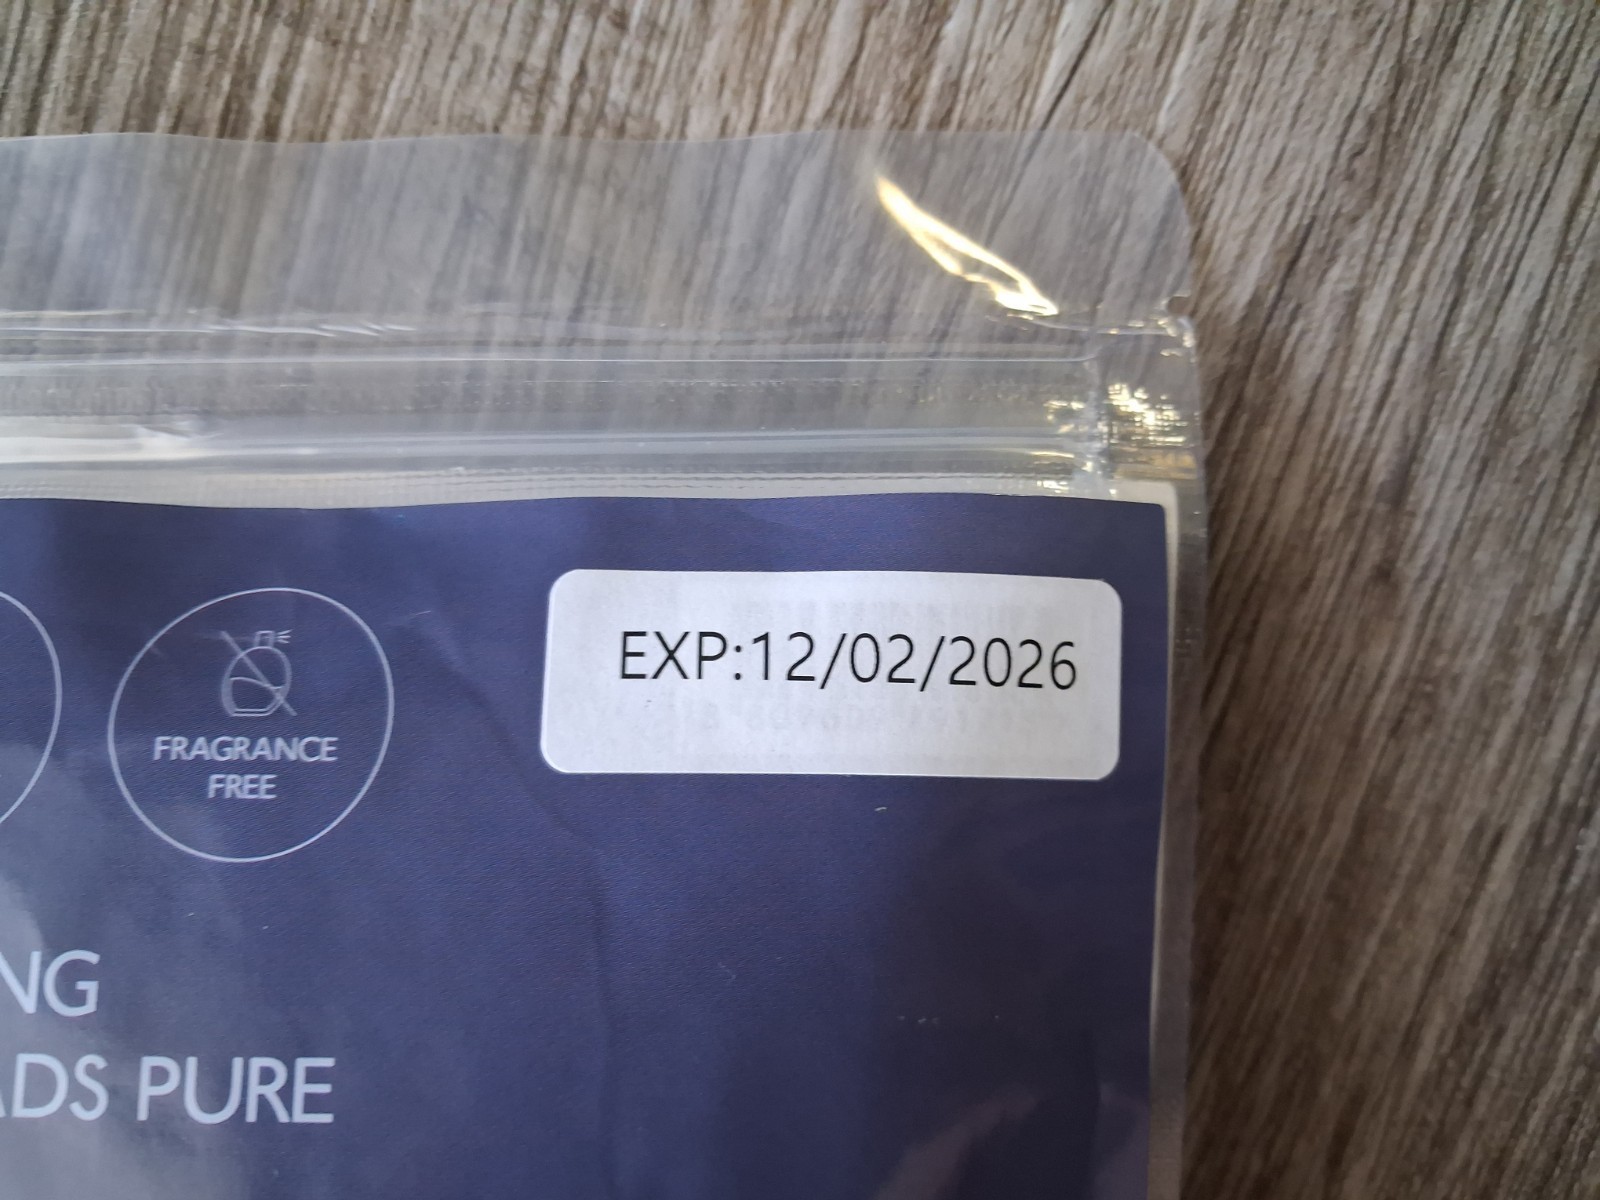 EXP:12/02/2026
FRAGRANCE
FREE
NG
ADS PURE